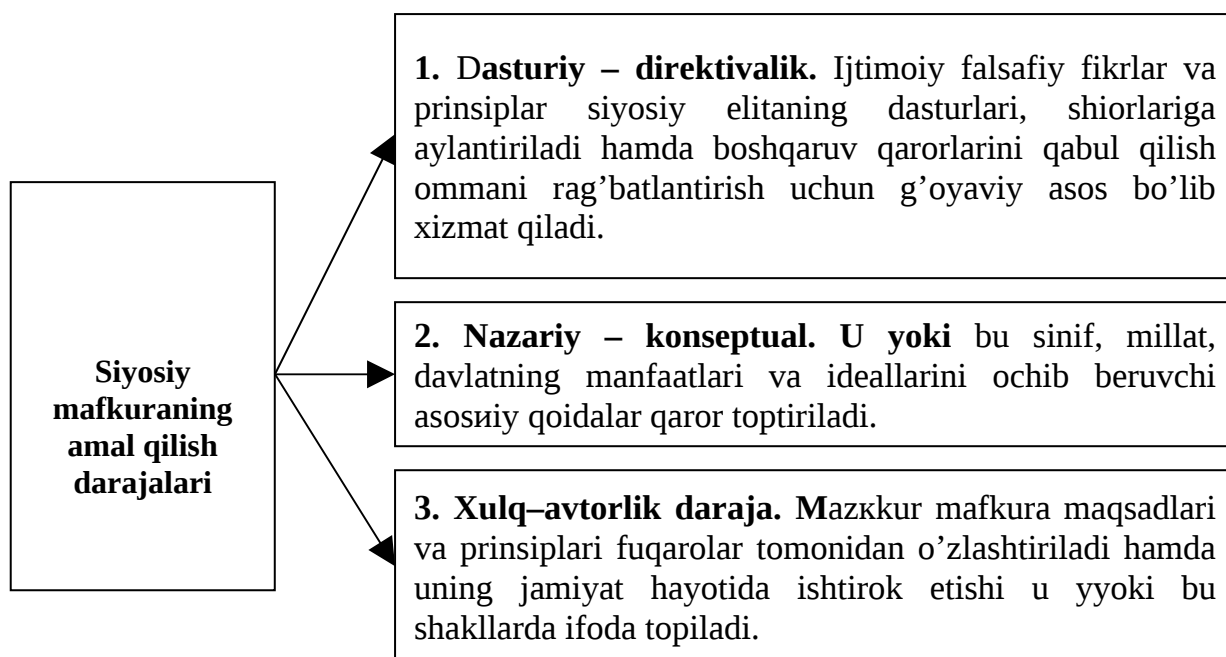 Siyosiy
mafkuraning
amal qilish
darajalari
1. Dasturiy – direktivalik. Ijtimoiy falsafiy fikrlar va
prinsiplar siyosiy elitaning dasturlari, shiorlariga
aylantiriladi hamda boshqaruv qarorlarini qabul qilish
ommani rag’batlantirish uchun g’oyaviy asos bo’lib
xizmat qiladi.
2. Nazariy – konseptual. U yoki bu sinif, millat,
davlatning manfaatlari va ideallarini ochib beruvchi
asosиiy qoidalar qaror toptiriladi.
3. Xulq–avtorlik daraja. Mazкkur mafkura maqsadlari
va prinsiplari fuqarolar tomonidan o’zlashtiriladi hamda
uning jamiyat hayotida ishtirok etishi u yyoki bu
shakllarda ifoda topiladi.